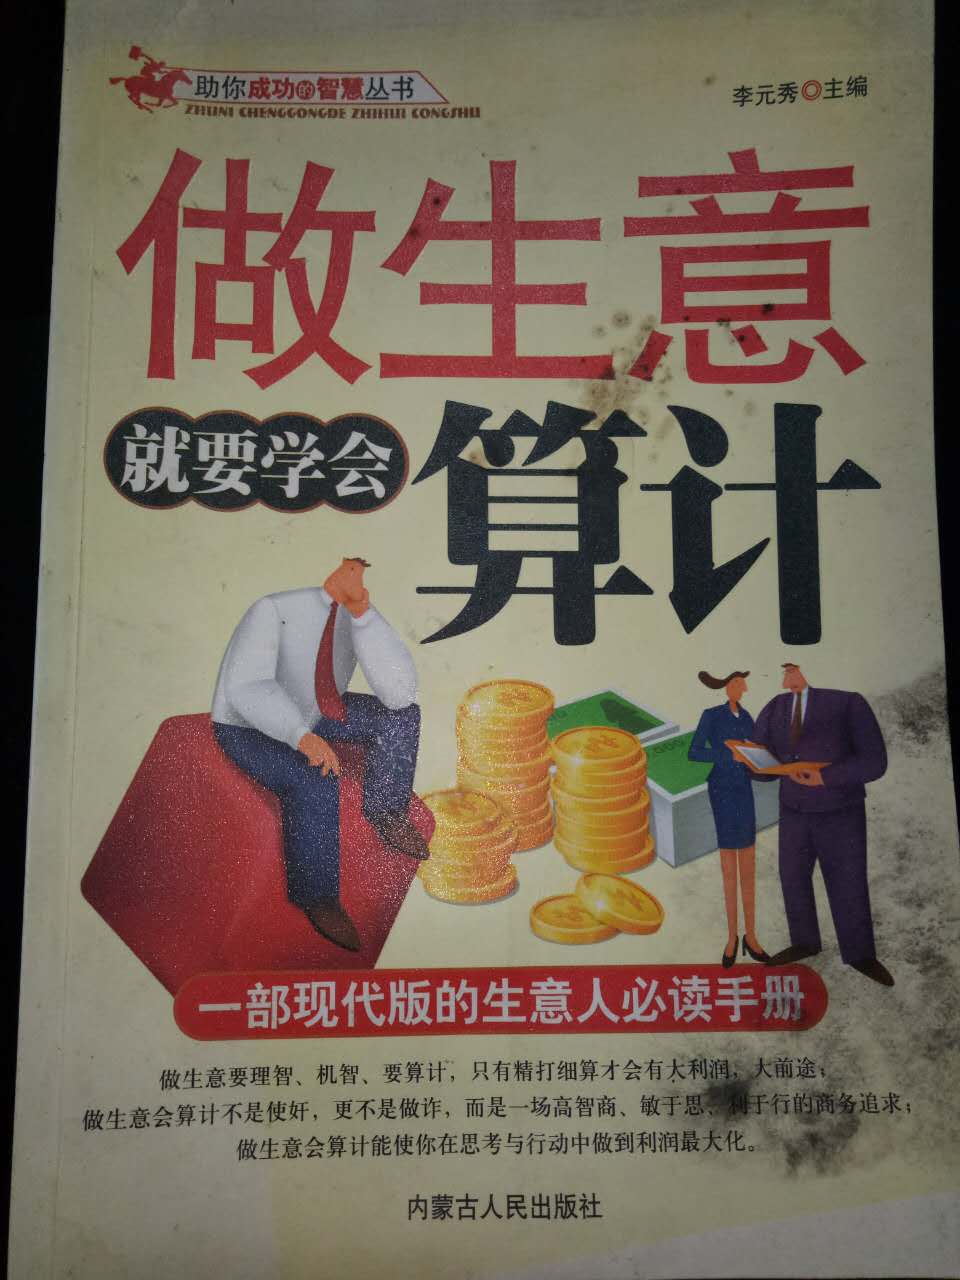 助你成功的智慧丛书
ZHUNI CHENGGONGDE ZHIHUI CONGSHU
李元秀◎主编
做生意
就要学会
算计
一部现代版的生意人必读手册
做生意要理智、机智、要算计，只有精打细算才会有大利润，大前途；
做生意会算计不是使奸，更不是做诈，而是一场高智商、敏于思、利于行的商务追求；
做生意会算计能使你在思考与行动中做到利润最大化。
内蒙古人民出版社